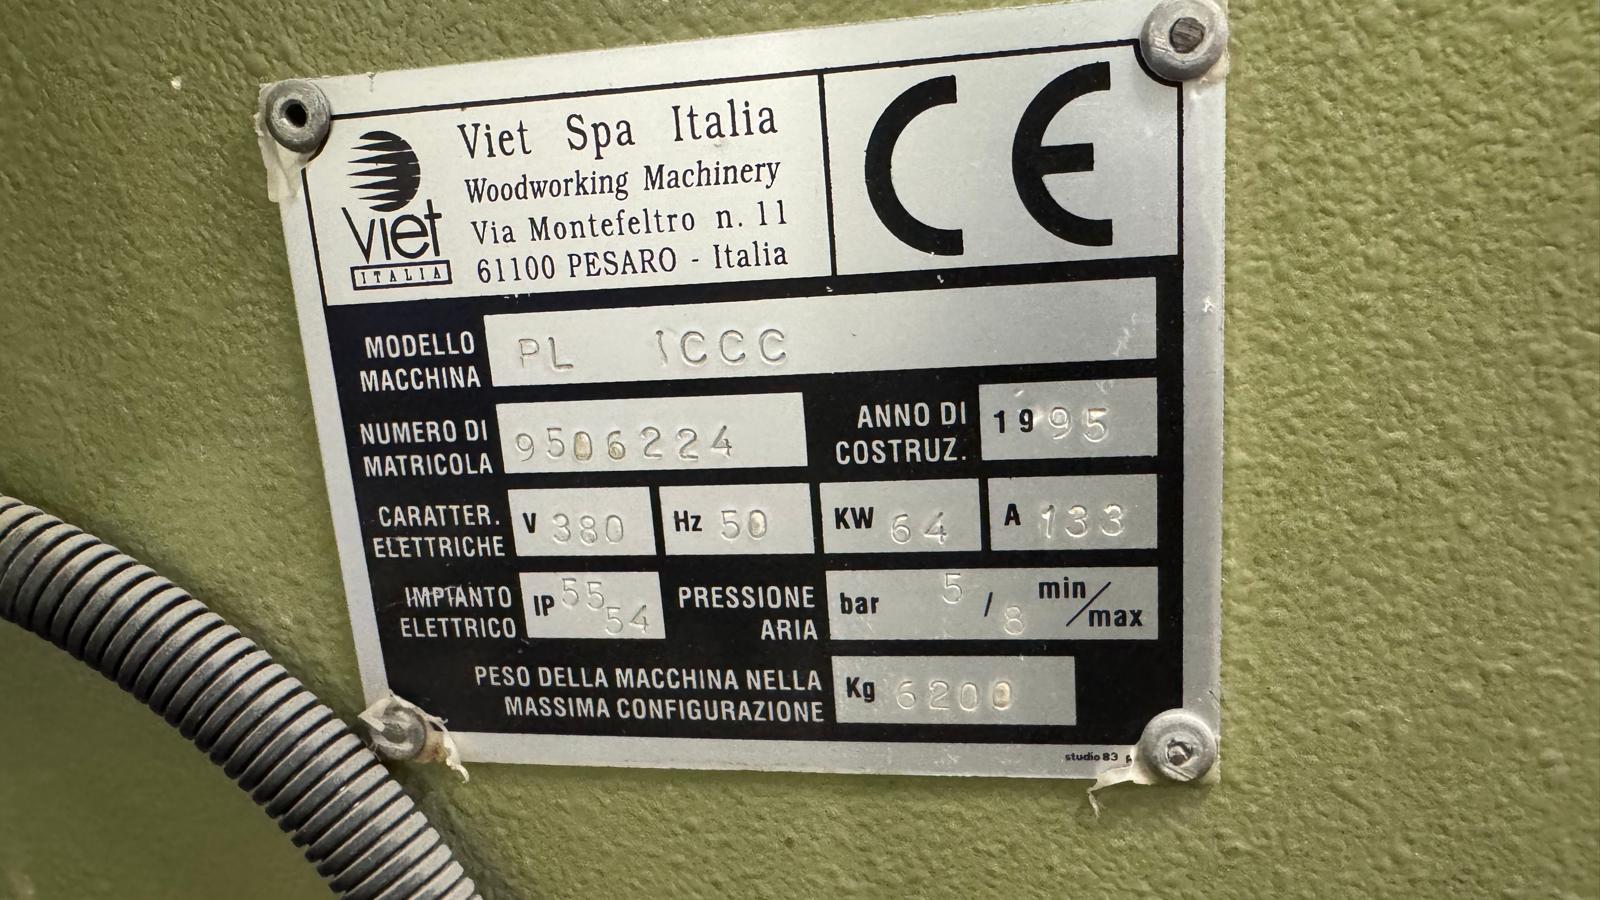 Viet Spa Italia
Woodworking Machinery
Via Montefeltro n. 11
61100 PESARO - Italia
Viet
ITALIA
CE
MODELLO MACCHINA PL 1CCC
NUMERO DI MATRICOLA 9506224
ANNO DI COSTRUZ. 1995
CARATTER. ELETTRICHE V 380 Hz 50 KW 64 A 133
IMPIANTO ELETTRICO IP 55 54
PRESSIONE ARIA bar 5 / 8 min/max
PESO DELLA MACCHINA NELLA
MASSIMA CONFIGURAZIONE Kg 6200
studio 83